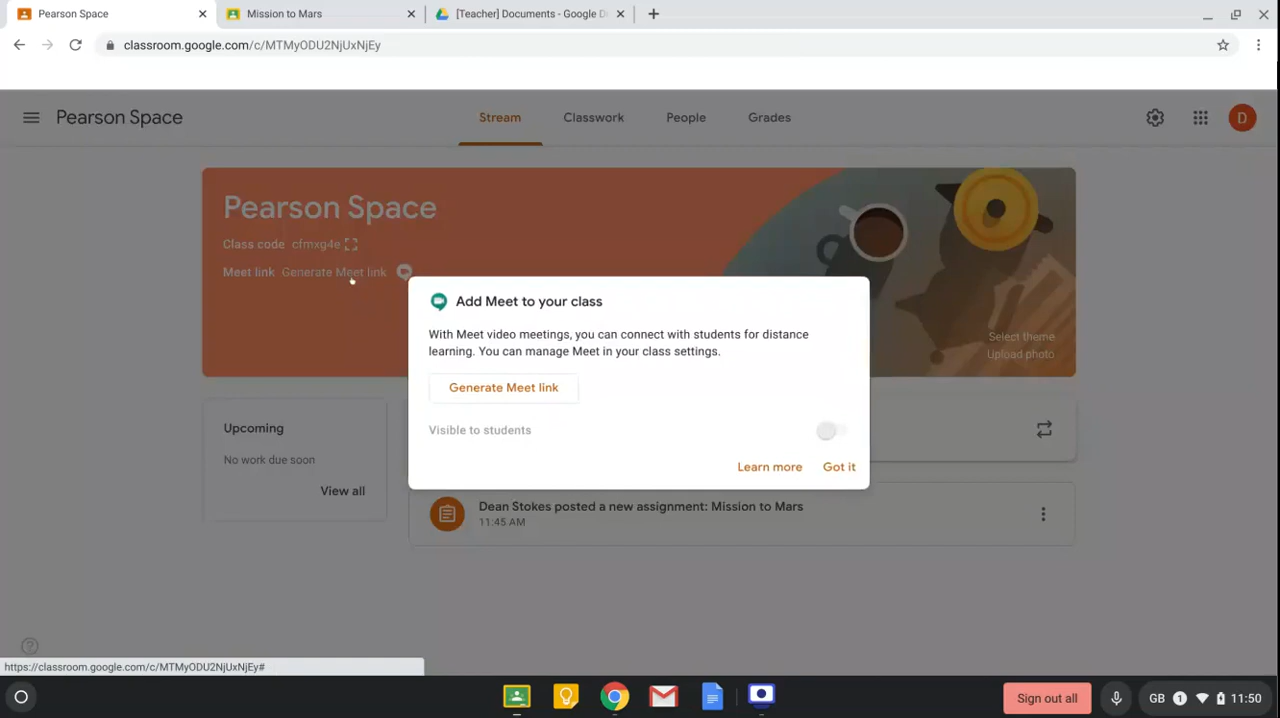 Pearson Space
Mission to Mars
[Teacher] Documents - Google D
classroom.google.com/c/MTMyODU2NjUxNjEy
Pearson Space
Stream
Classwork
People
Grades
D
Pearson Space
Class code cfmxg4e
Meet link Generate Meet link
Select theme
Upload photo
Add Meet to your class
With Meet video meetings, you can connect with students for distance
learning. You can manage Meet in your class settings.
Generate Meet link
Visible to students
Learn more
Got it
Upcoming
No work due soon
View all
Dean Stokes posted a new assignment: Mission to Mars
11:45 AM
https://classroom.google.com/c/MTMyODU2NjUxNjEy#
Sign out all
GB 1 11:50